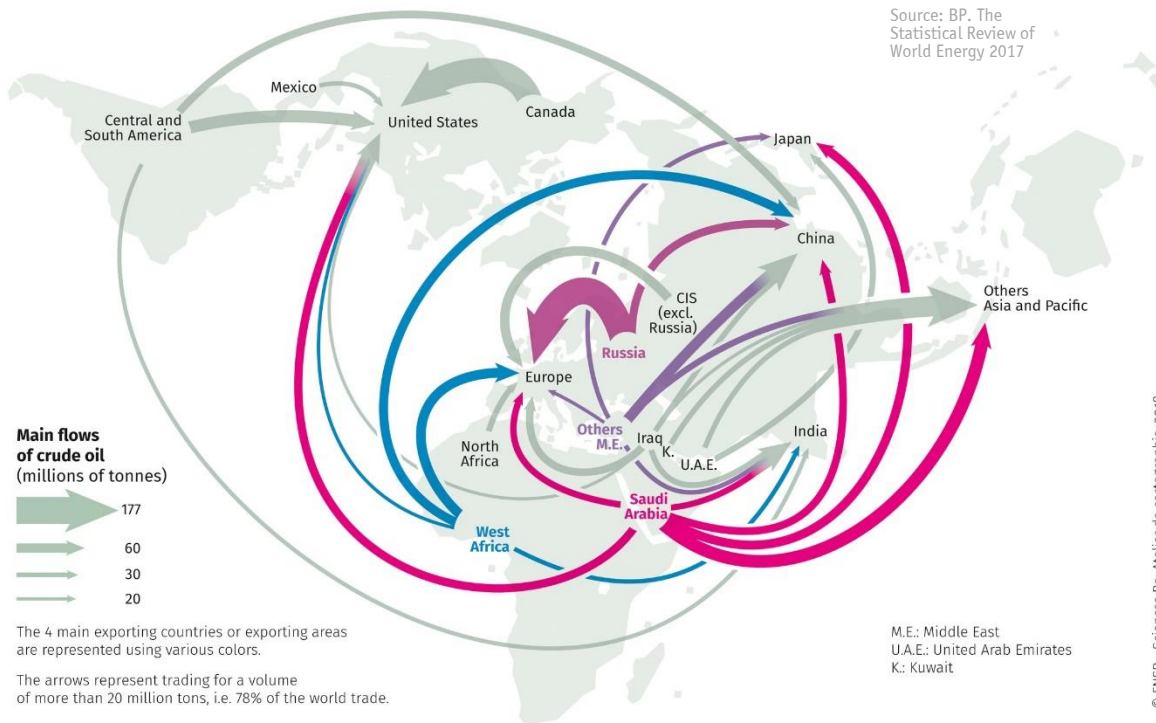 Source: BP. The
Statistical Review of
World Energy 2017
Mexico
Central and
South America
United States
Canada
Japan
China
CIS
(excl.
Russia)
Others
Asia and Pacific
Russia
Europe
Others
M.E.
Iraq
K.
U.A.E.
India
North
Africa
Saudi
Arabia
West
Africa
Main flows
of crude oil
(millions of tonnes)
177
60
30
20
The 4 main exporting countries or exporting areas
are represented using various colors.
The arrows represent trading for a volume
of more than 20 million tons, i.e. 78% of the world trade.
M.E.: Middle East
U.A.E.: United Arab Emirates
K.: Kuwait